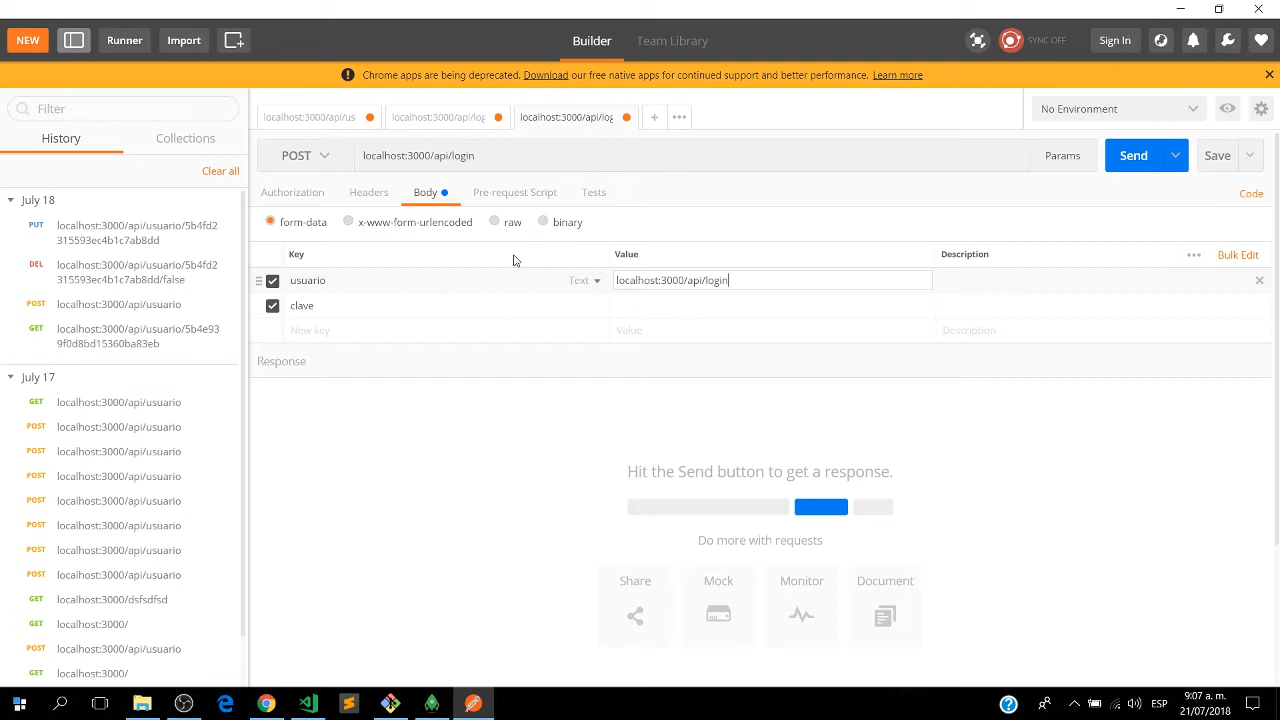 NEW Runner Import Builder Team Library SYNC OFF Sign In
Chrome apps are being deprecated. Download our free native apps for continued support and better performance. Learn more
Filter
History Collections
Clear all
July 18
PUT localhost:3000/api/usuario/5b4fd2
315593ec4b1c7ab8dd
DEL localhost:3000/api/usuario/5b4fd2
315593ec4b1c7ab8dd/false
POST localhost:3000/api/usuario
GET localhost:3000/api/usuario/5b4e93
9f0d8bd15360ba83eb
July 17
GET localhost:3000/api/usuario
POST localhost:3000/api/usuario
POST localhost:3000/api/usuario
POST localhost:3000/api/usuario
POST localhost:3000/api/usuario
POST localhost:3000/api/usuario
POST localhost:3000/api/usuario
POST localhost:3000/api/usuario
GET localhost:3000/dsfsdfsd
GET localhost:3000/
POST localhost:3000/api/usuario
GET localhost:3000/
localhost:3000/api/us localhost:3000/api/log localhost:3000/api/log
No Environment
POST localhost:3000/api/login Params Send Save
Authorization Headers Body Pre-request Script Tests Code
form-data x-www-form-urlencoded raw binary
Key Value Description Bulk Edit
usuario Text localhost:3000/api/login
clave
New key Value Description
Response
Hit the Send button to get a response.
Do more with requests
Share Mock Monitor Document
ESP
9:07 a. m.
21/07/2018